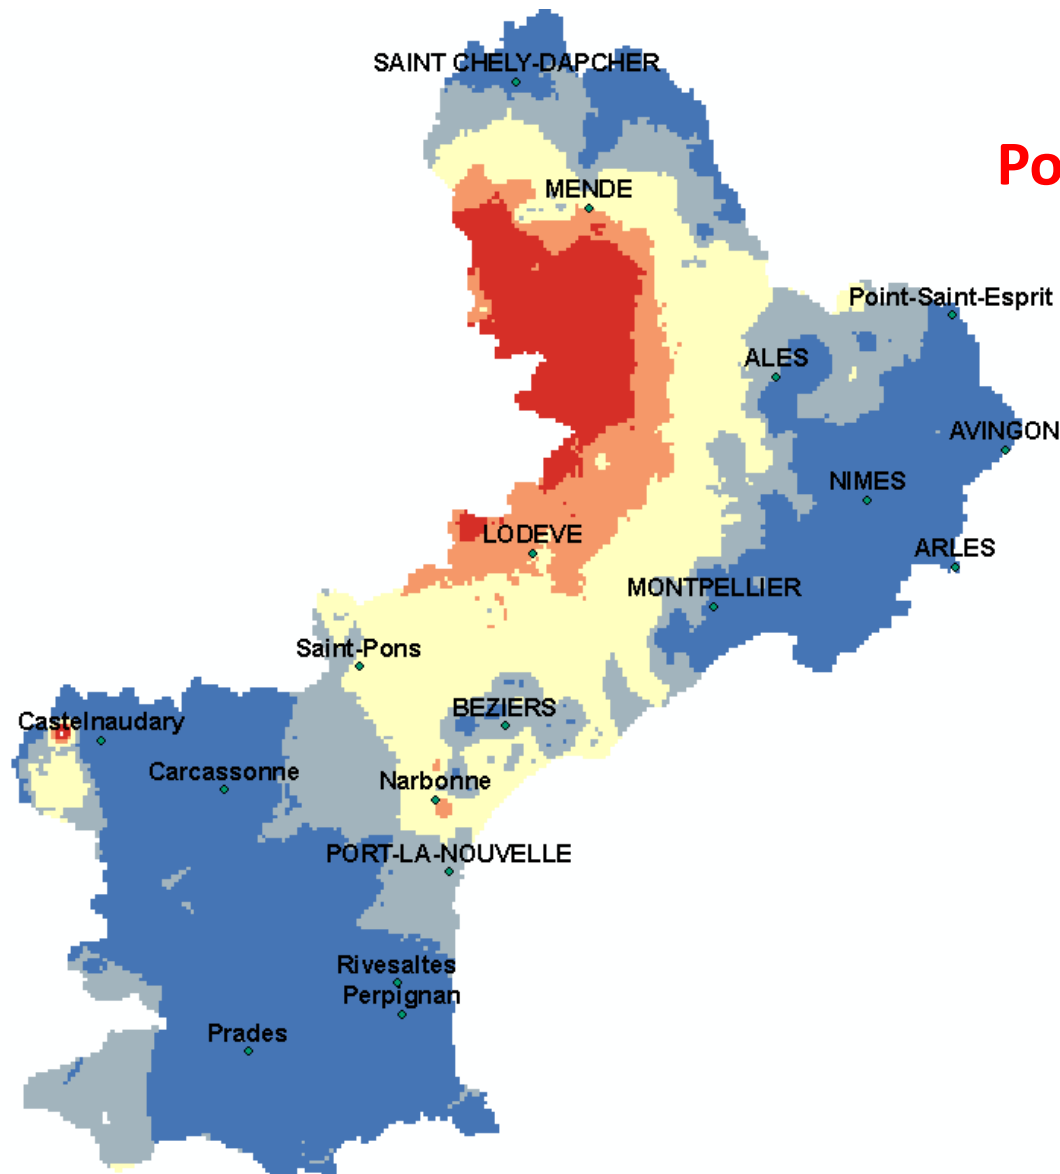 SAINT CHELY-DAPCHER
Po
MENDE
Point-Saint-Esprit
ALES
AVINGON
NIMES
LODEVE
ARLES
MONTPELLIER
Saint-Pons
BEZIERS
Castelnaudary
Carcassonne
Narbonne
PORT-LA-NOUVELLE
Rivesaltes
Perpignan
Prades